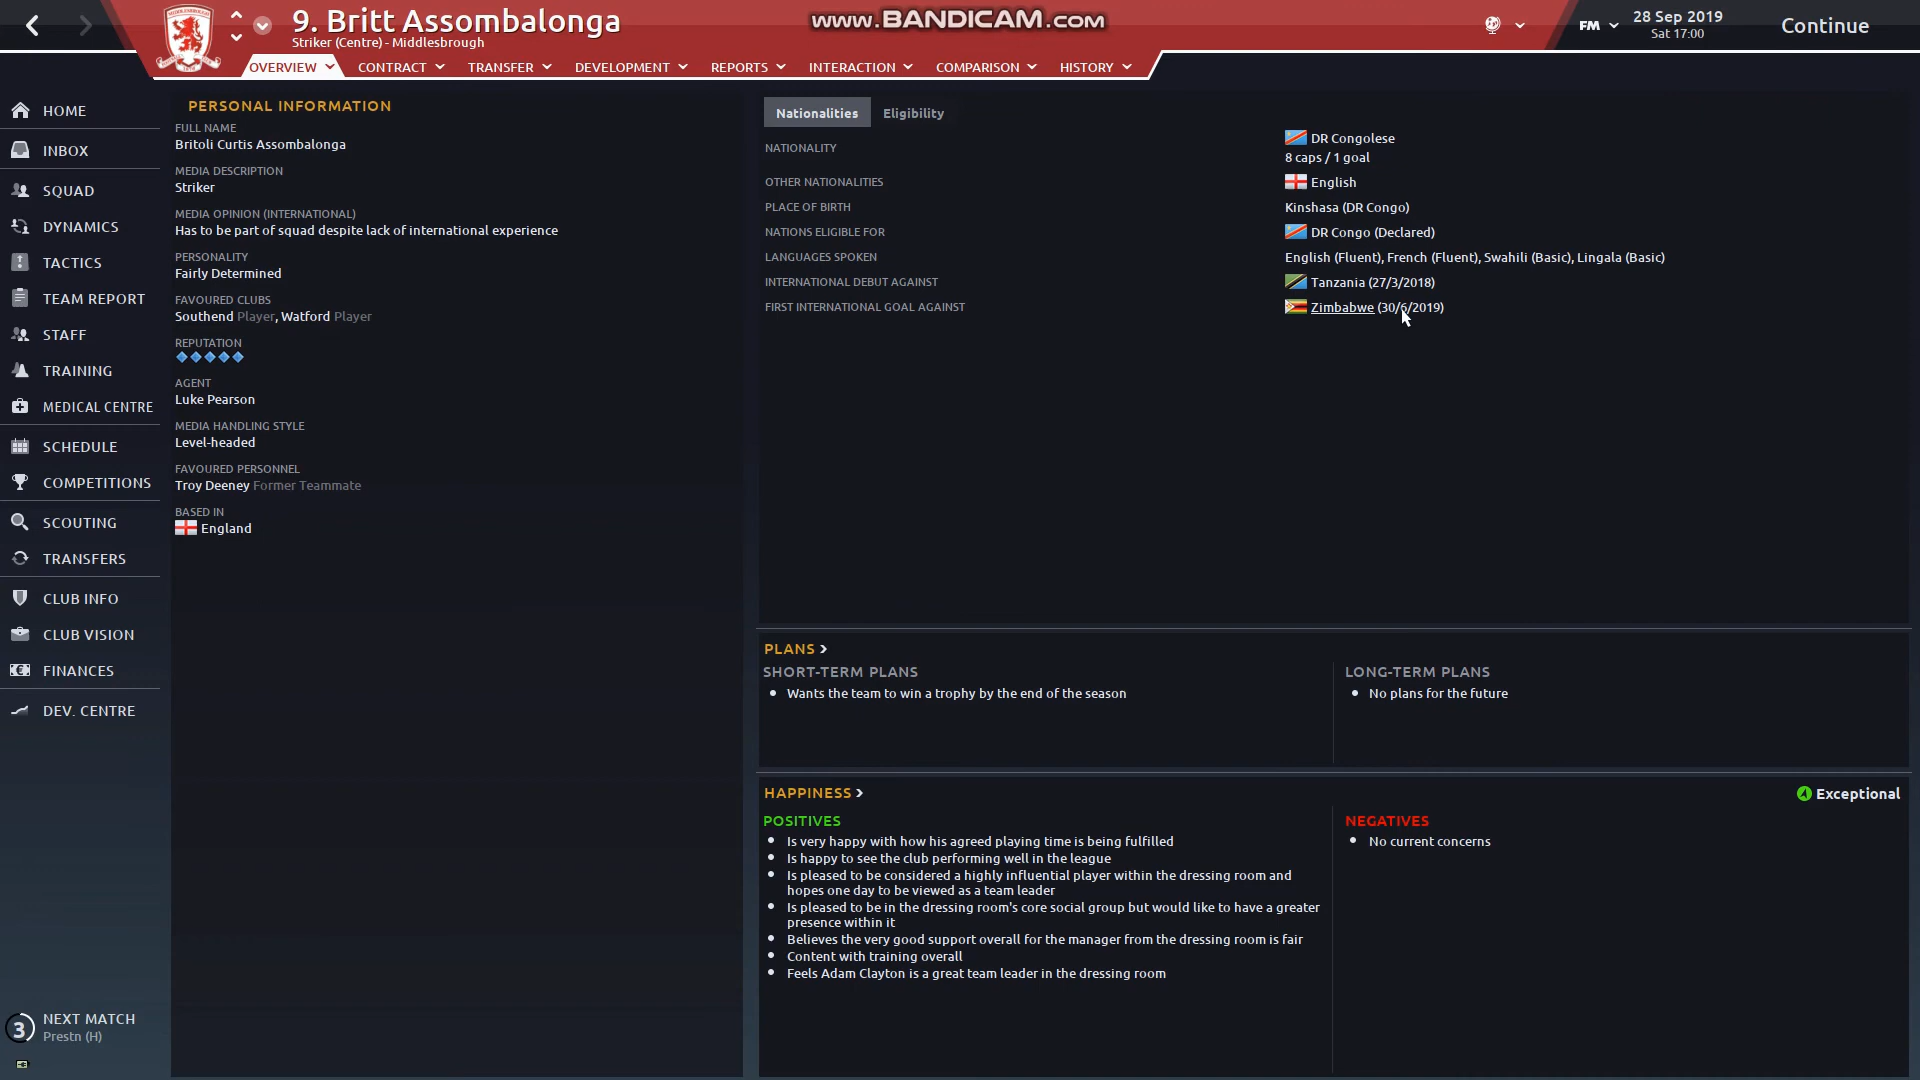 9. Britt Assombalonga
Striker (Centre) - Middlesbrough
www.BANDICAM.com
FM
28 Sep 2019
Sat 17:00
Continue
OVERVIEW
CONTRACT
TRANSFER
DEVELOPMENT
REPORTS
INTERACTION
COMPARISON
HISTORY
HOME
INBOX
SQUAD
DYNAMICS
TACTICS
TEAM REPORT
STAFF
TRAINING
MEDICAL CENTRE
SCHEDULE
COMPETITIONS
SCOUTING
TRANSFERS
CLUB INFO
CLUB VISION
FINANCES
DEV. CENTRE
3
NEXT MATCH
Prestn (H)
PERSONAL INFORMATION
FULL NAME
Britoli Curtis Assombalonga
MEDIA DESCRIPTION
Striker
MEDIA OPINION (INTERNATIONAL)
Has to be part of squad despite lack of international experience
PERSONALITY
Fairly Determined
FAVOURED CLUBS
Southend Player, Watford Player
REPUTATION
AGENT
Luke Pearson
MEDIA HANDLING STYLE
Level-headed
FAVOURED PERSONNEL
Troy Deeney Former Teammate
BASED IN
England
Nationalities
Eligibility
NATIONALITY
DR Congolese
8 caps / 1 goal
OTHER NATIONALITIES
English
PLACE OF BIRTH
Kinshasa (DR Congo)
NATIONS ELIGIBLE FOR
DR Congo (Declared)
LANGUAGES SPOKEN
English (Fluent), French (Fluent), Swahili (Basic), Lingala (Basic)
INTERNATIONAL DEBUT AGAINST
Tanzania (27/3/2018)
FIRST INTERNATIONAL GOAL AGAINST
Zimbabwe (30/6/2019)
PLANS
SHORT-TERM PLANS
Wants the team to win a trophy by the end of the season
LONG-TERM PLANS
No plans for the future
HAPPINESS
Exceptional
POSITIVES
Is very happy with how his agreed playing time is being fulfilled
Is happy to see the club performing well in the league
Is pleased to be considered a highly influential player within the dressing room and
hopes one day to be viewed as a team leader
Is pleased to be in the dressing room's core social group but would like to have a greater
presence within it
Believes the very good support overall for the manager from the dressing room is fair
Content with training overall
Feels Adam Clayton is a great team leader in the dressing room
NEGATIVES
No current concerns